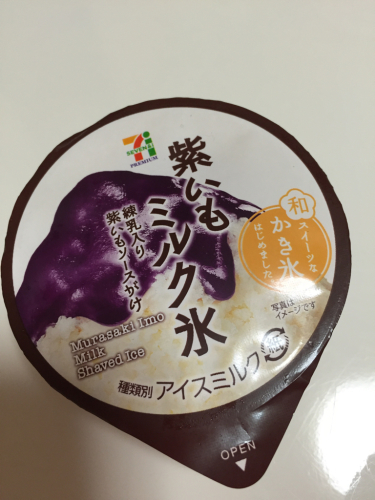 7i
SEVEN&i
PREMIUM
紫いも
ミルク氷
練乳入り
紫いもソースがけ
和
スイーツな
かき氷
はじめました
写真は
イメージです
Murasaki Imo
Milk
Shaved Ice
種類別 アイスミルク
紙
OPEN